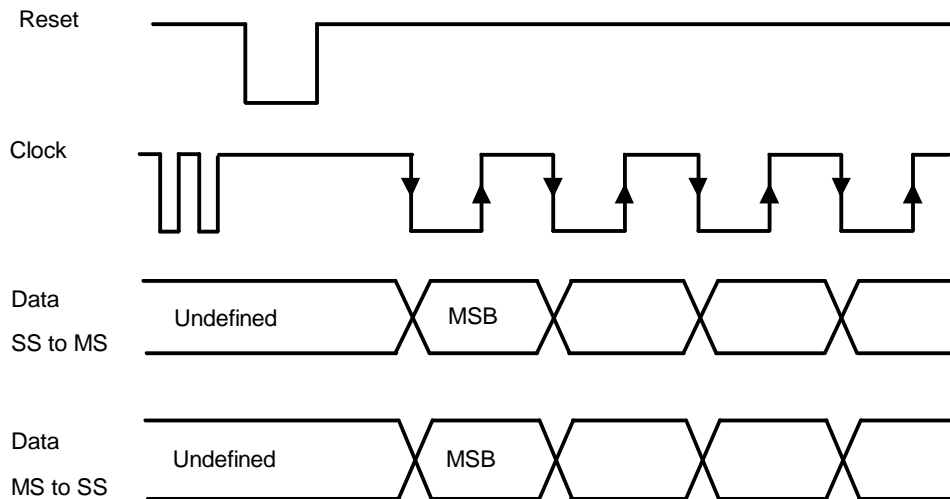 Reset
Clock
Data
SS to MS
Undefined
MSB
Data
MS to SS
Undefined
MSB